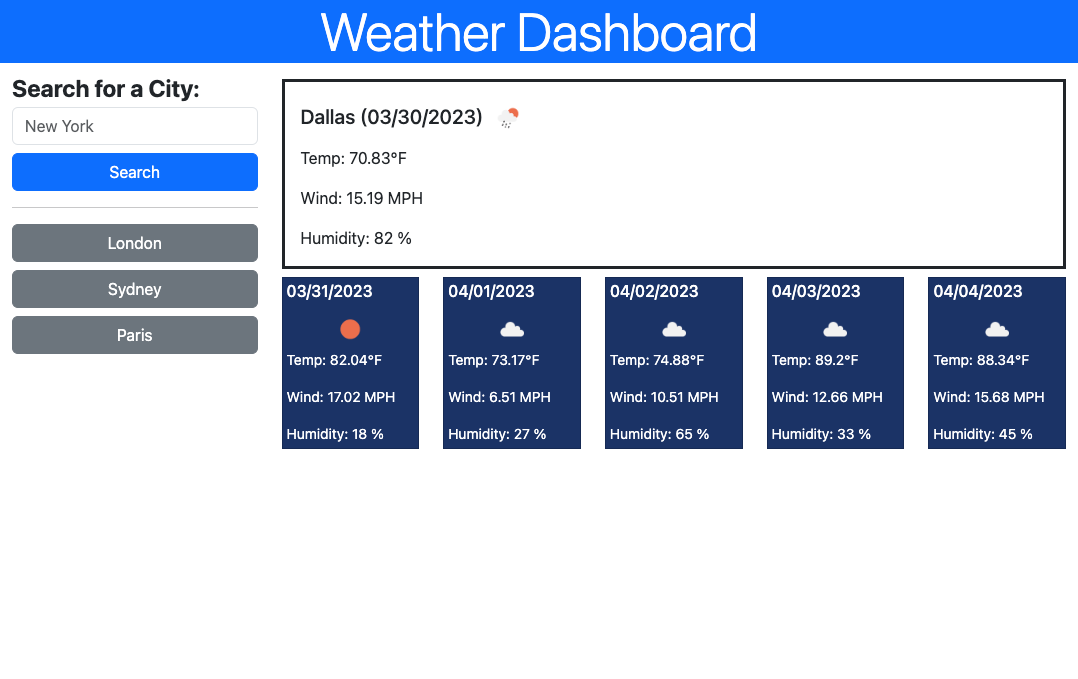 Weather Dashboard
Search for a City:
New York
Search
London
Sydney
Paris
Dallas (03/30/2023)
Temp: 70.83°F
Wind: 15.19 MPH
Humidity: 82 %
03/31/2023
Temp: 82.04°F
Wind: 17.02 MPH
Humidity: 18 %
04/01/2023
Temp: 73.17°F
Wind: 6.51 MPH
Humidity: 27 %
04/02/2023
Temp: 74.88°F
Wind: 10.51 MPH
Humidity: 65 %
04/03/2023
Temp: 89.2°F
Wind: 12.66 MPH
Humidity: 33 %
04/04/2023
Temp: 88.34°F
Wind: 15.68 MPH
Humidity: 45 %